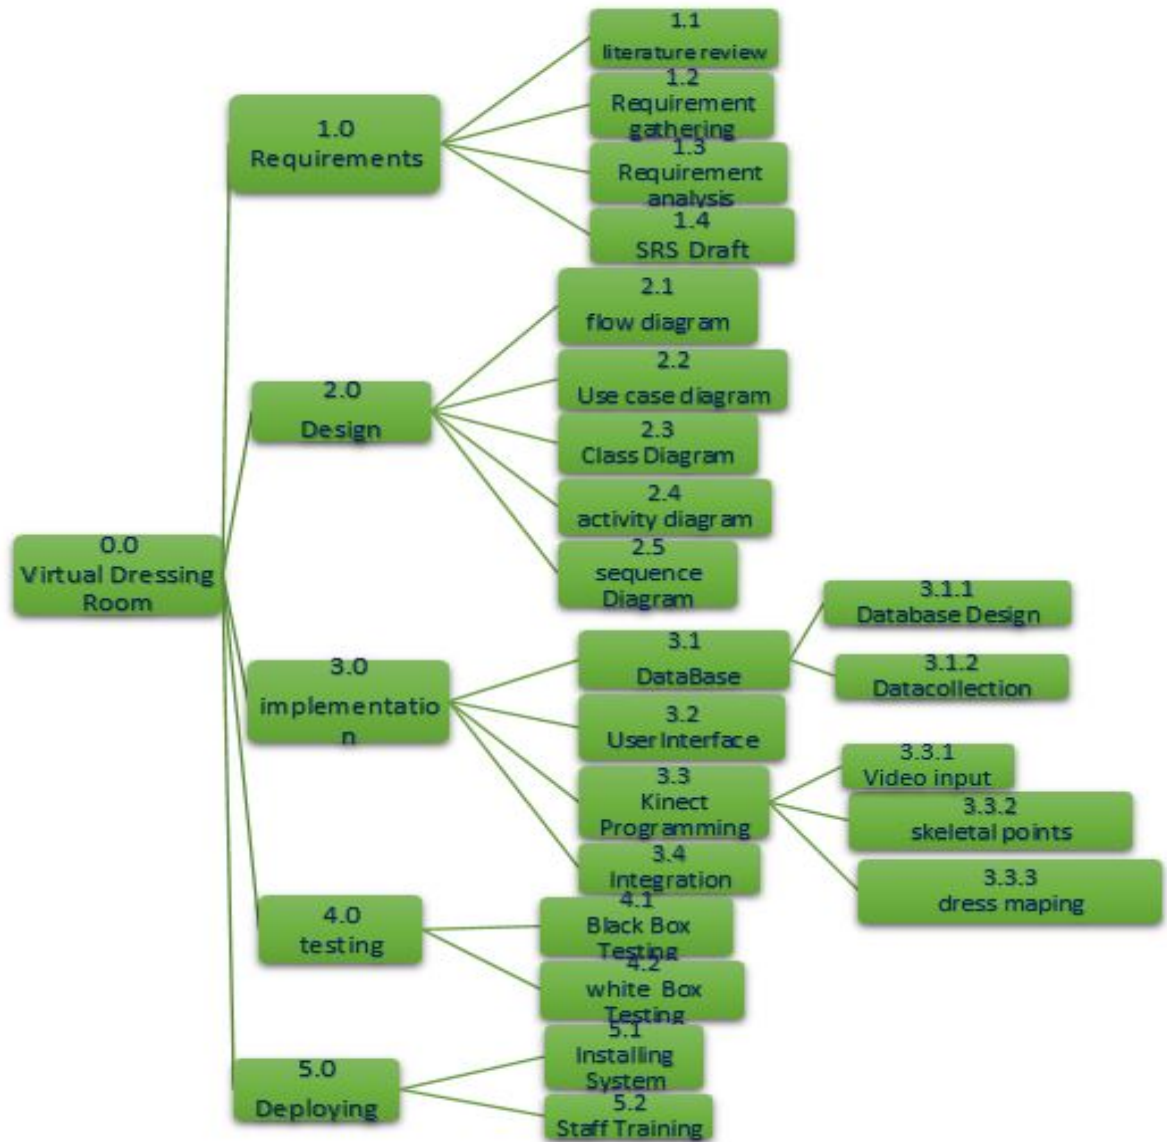 0.0
Virtual Dressing
Room
1.0
Requirements
1.1
literature review
1.2
Requirement
gathering
1.3
Requirement
analysis
1.4
SRS Draft
2.0
Design
2.1
flow diagram
2.2
Use case diagram
2.3
Class Diagram
2.4
activity diagram
2.5
sequence
Diagram
3.0
implementatio
n
3.1
DataBase
3.1.1
Database Design
3.1.2
Datacollection
3.2
UserInterface
3.3
Kinect
Programming
3.3.1
Video input
3.3.2
skeletal points
3.3.3
dress maping
3.4
Integration
4.0
testing
4.1
Black Box
Testing
4.2
white Box
Testing
5.0
Deploying
5.1
Installing
System
5.2
Staff Training